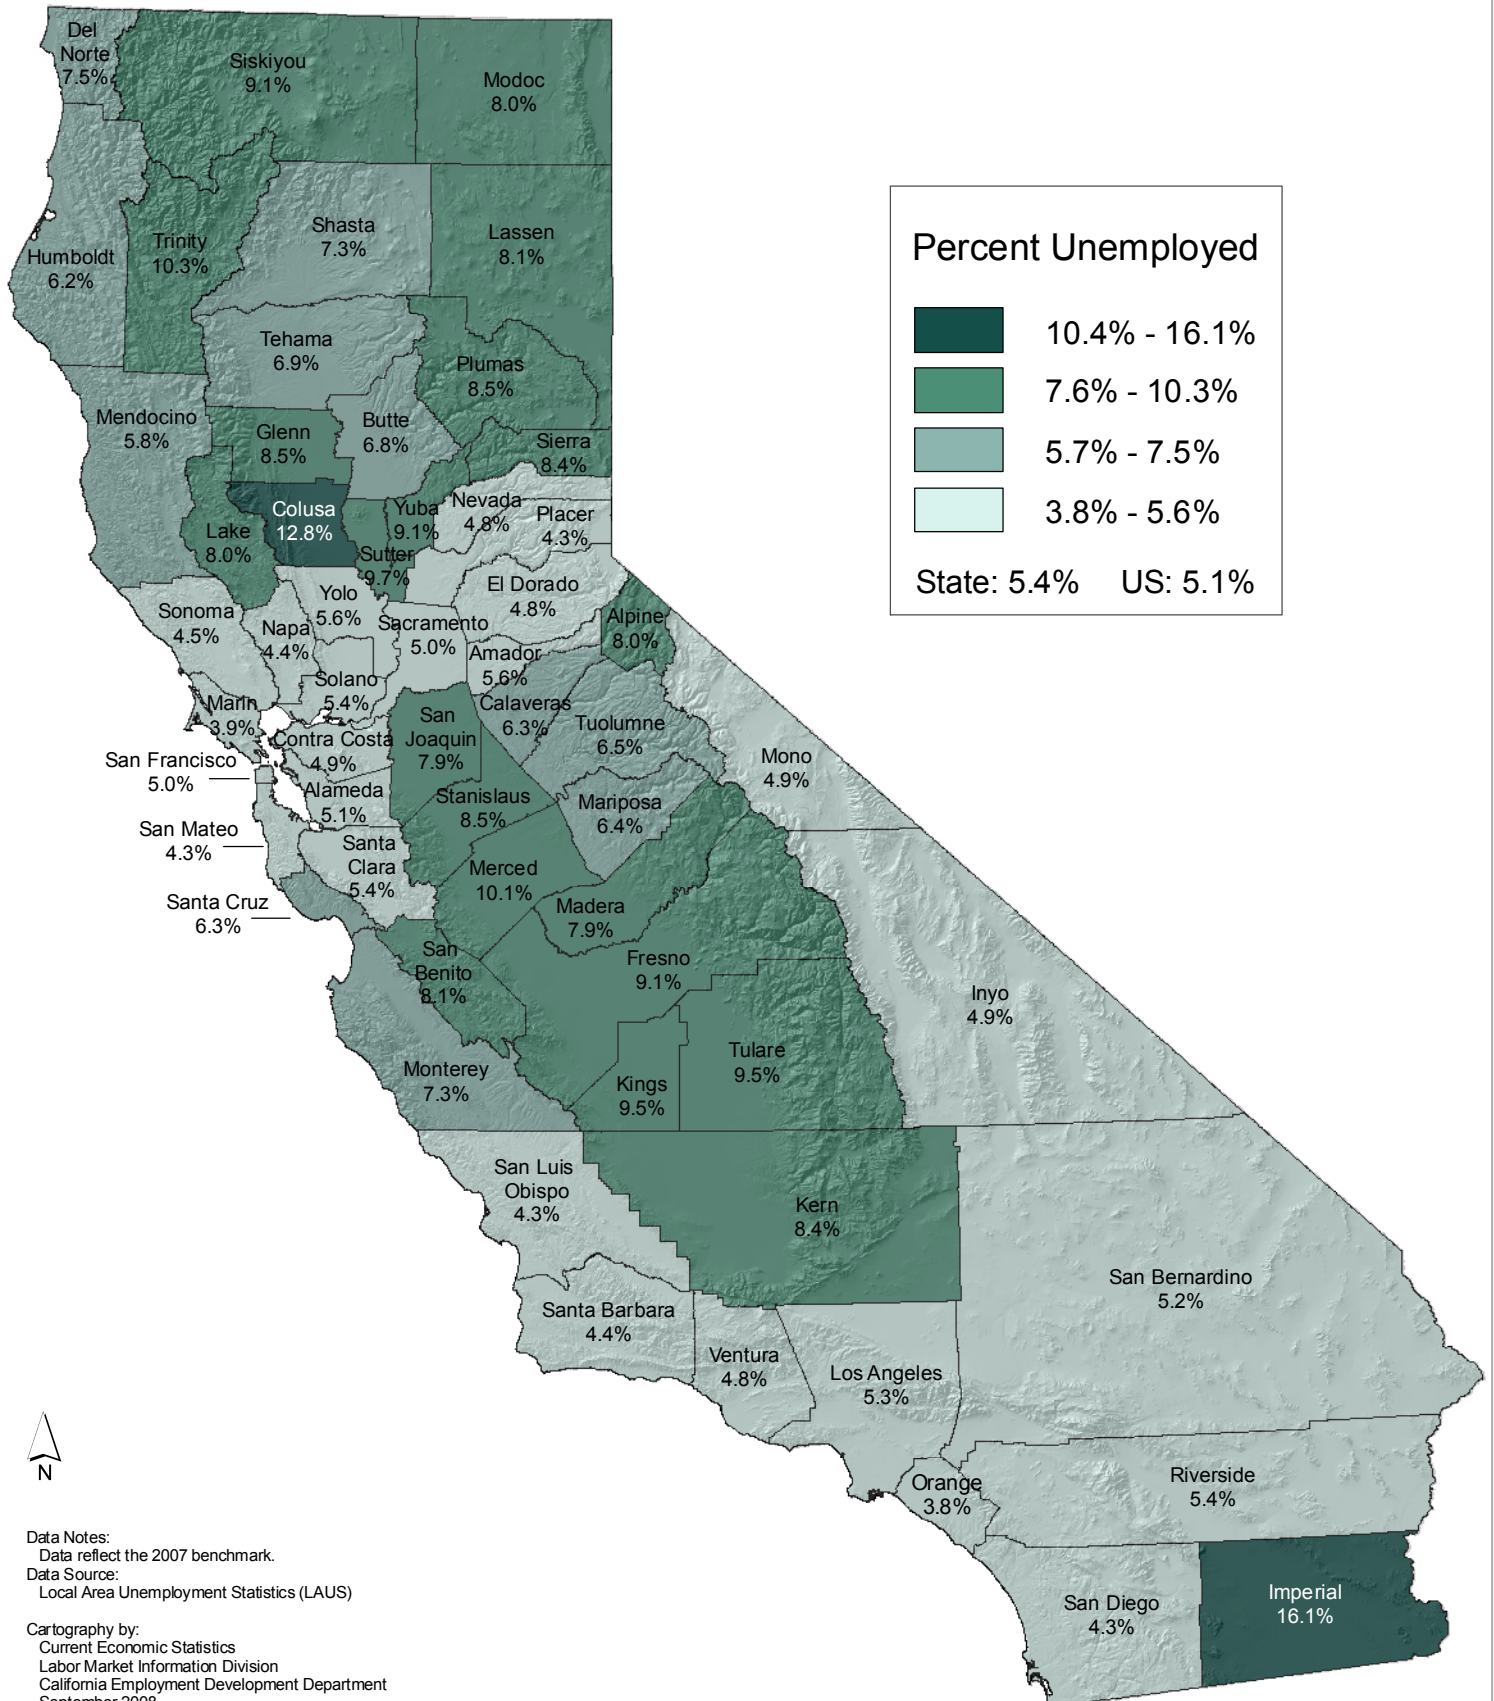 Del
Norte
7.5%
Siskiyou
9.1%
Modoc
8.0%
Humboldt
6.2%
Trinity
10.3%
Shasta
7.3%
Lassen
8.1%
Percent Unemployed
10.4% - 16.1%
7.6% - 10.3%
5.7% - 7.5%
3.8% - 5.6%
State: 5.4% US: 5.1%
Tehama
6.9%
Plumas
8.5%
Mendocino
5.8%
Glenn
8.5%
Butte
6.8%
Sierra
8.4%
Lake
8.0%
Colusa
12.8%
Yuba
9.1%
Sutter
9.7%
Nevada
4.8%
Placer
4.3%
El Dorado
4.8%
Alpine
8.0%
Sonoma
4.5%
Napa
4.4%
Yolo
5.6%
Sacramento
5.0%
Amador
5.6%
Solano
5.4%
Marin
3.9%
Calaveras
6.3%
Tuolumne
6.5%
Mono
4.9%
San Francisco
5.0%
Contra Costa
4.9%
San
Joaquin
7.9%
Alameda
5.1%
Stanislaus
8.5%
Mariposa
6.4%
San Mateo
4.3%
Santa
Clara
5.4%
Merced
10.1%
Madera
7.9%
Santa Cruz
6.3%
San
Benito
8.1%
Fresno
9.1%
Inyo
4.9%
Monterey
7.3%
Kings
9.5%
Tulare
9.5%
San Luis
Obispo
4.3%
Kern
8.4%
San Bernardino
5.2%
Santa Barbara
4.4%
Ventura
4.8%
Los Angeles
5.3%
Orange
3.8%
Riverside
5.4%
San Diego
4.3%
Imperial
16.1%
N
Data Notes:
Data reflect the 2007 benchmark.
Data Source:
Local Area Unemployment Statistics (LAUS)
Cartography by:
Current Economic Statistics
Labor Market Information Division
California Employment Development Department
September 2008